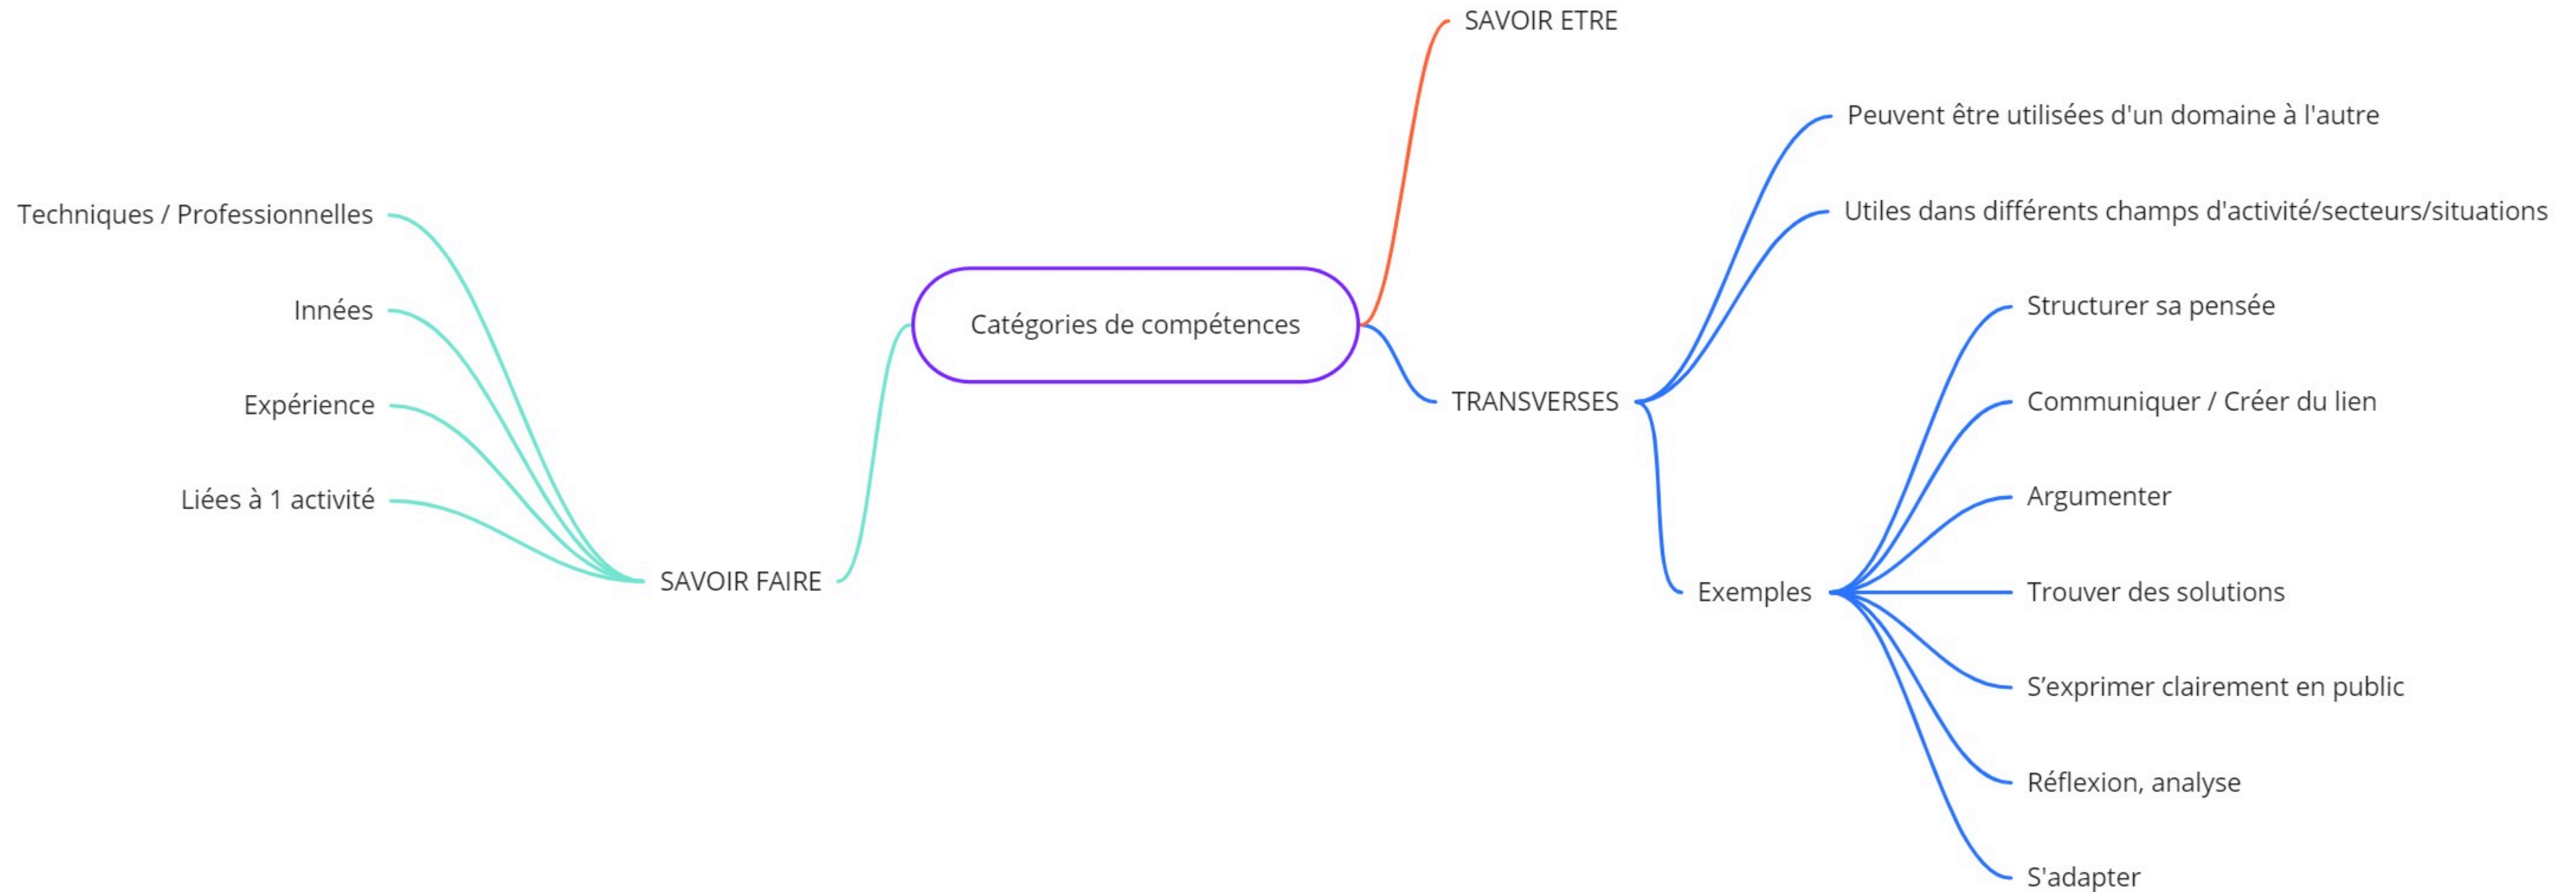 Catégories de compétences
SAVOIR ETRE
TRANSVERSES
Peuvent être utilisées d'un domaine à l'autre
Utiles dans différents champs d'activité/secteurs/situations
Exemples
Structurer sa pensée
Communiquer / Créer du lien
Argumenter
Trouver des solutions
S’exprimer clairement en public
Réflexion, analyse
S'adapter
SAVOIR FAIRE
Techniques / Professionnelles
Innées
Expérience
Liées à 1 activité